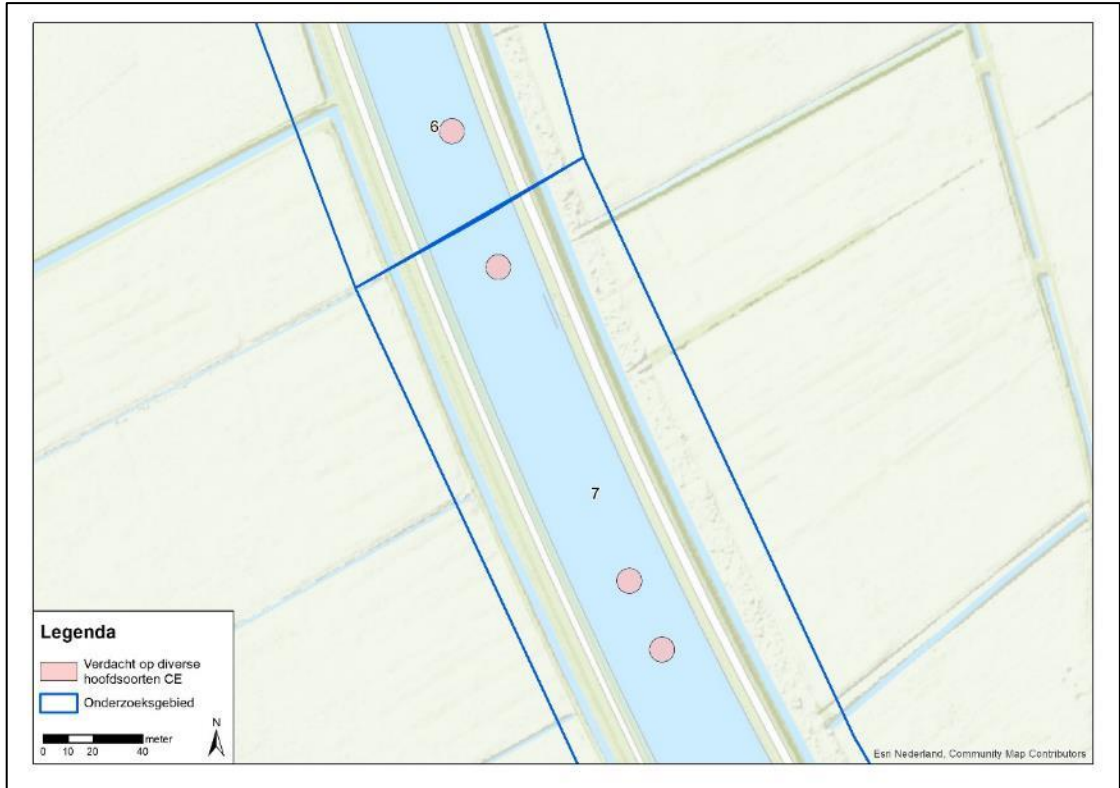 6
7
Legenda
Verdacht op diverse
hoofdsoorten CE
Onderzoeksgebied
N
meter
0 10 20 40
Esri Nederland, Community Map Contributors